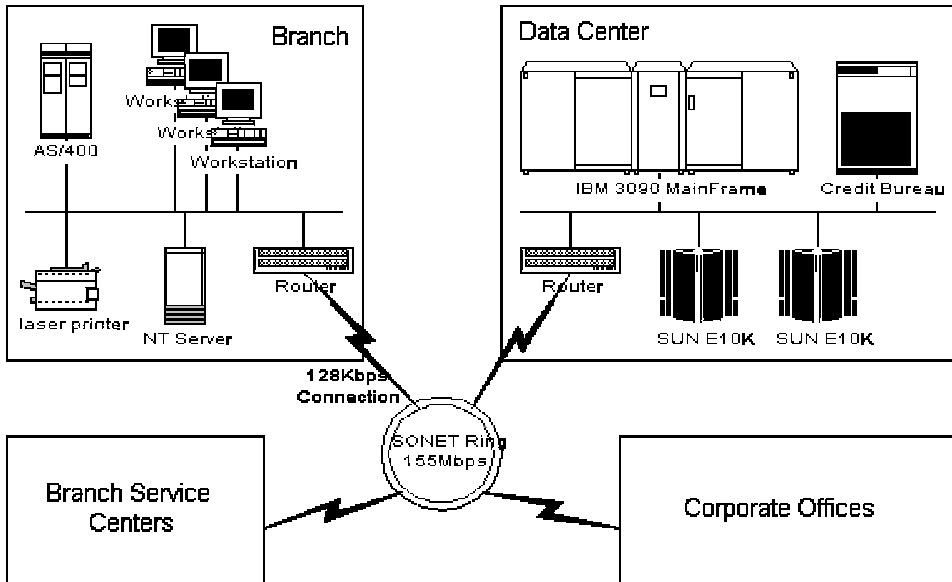 Branch
AS/400
Workstation
NT Server
laser printer
Router
Data Center
IBM 3090 MainFrame
Credit Bureau
Router
SUN E10K
SUN E10K
128Kbps
Connection
SONET Ring
155Mbps
Branch Service
Centers
Corporate Offices